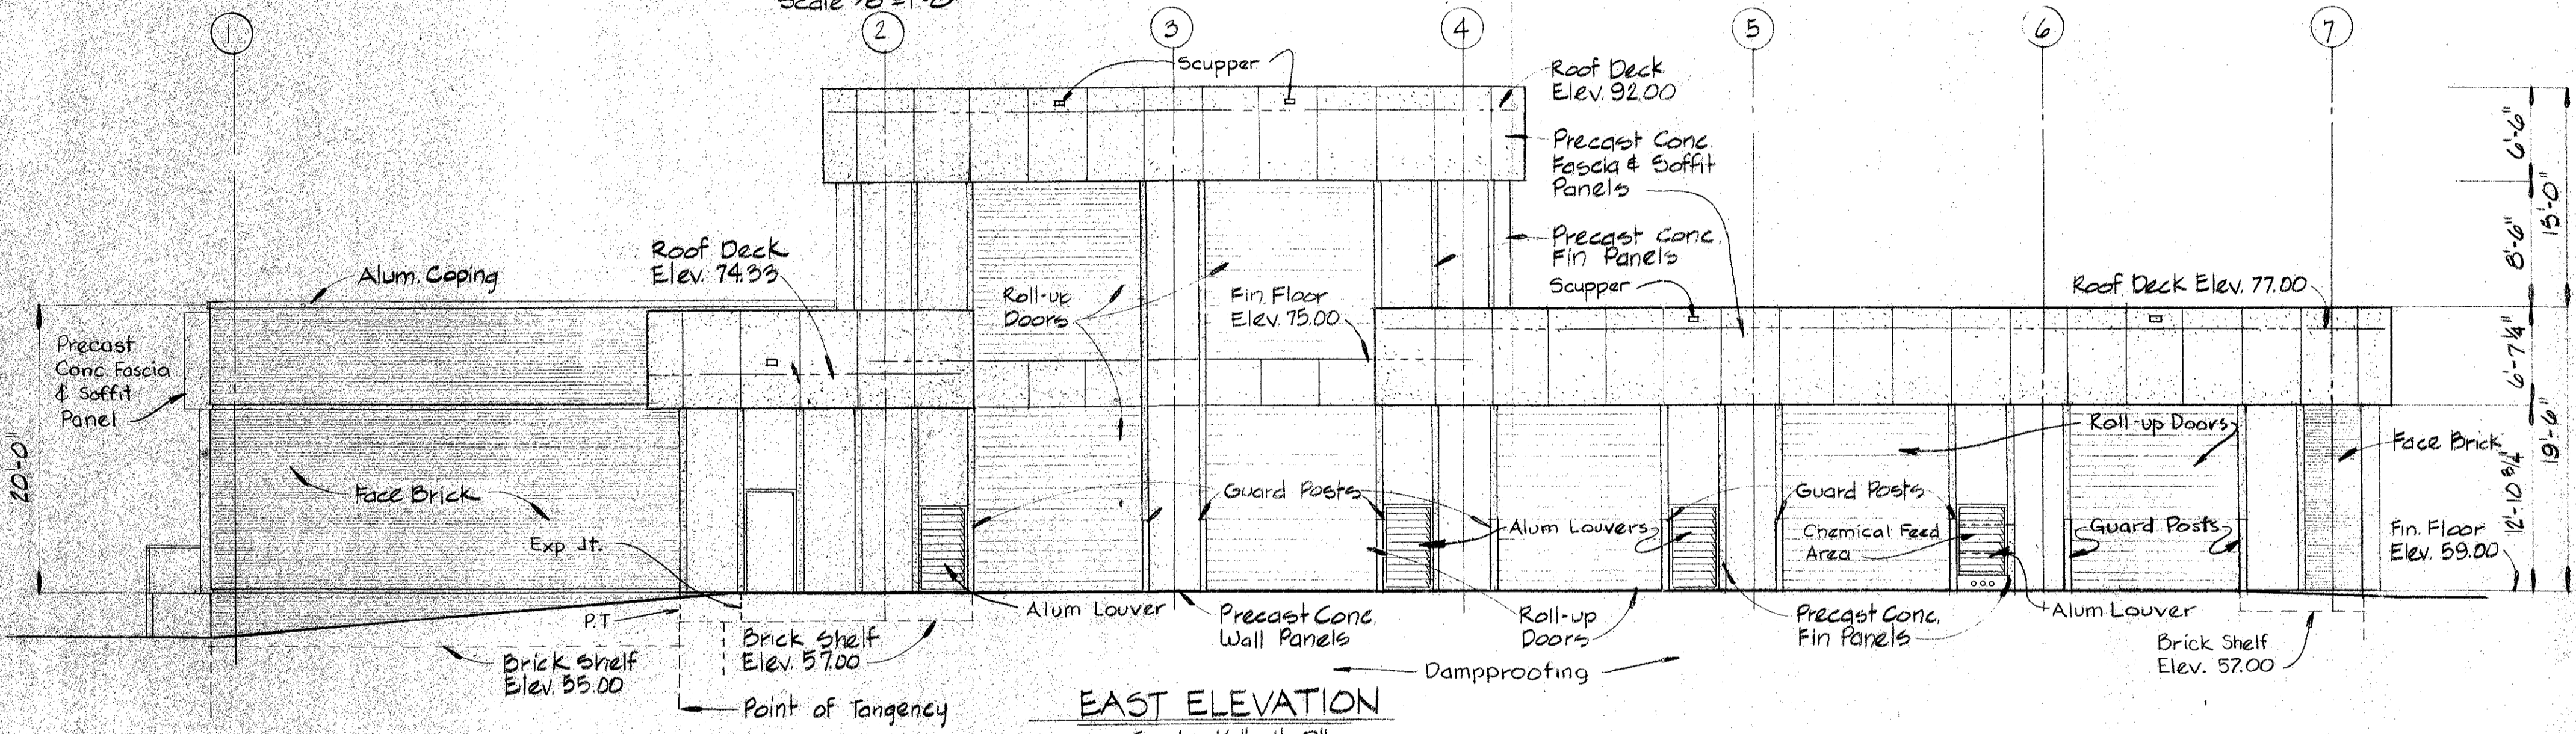 1
2
3
4
5
6
7
Scupper
Roof Deck
Elev. 92.00
Precast Conc.
Fascia & Soffit
Panels
Precast Conc.
Fin Panels
Scupper
Roof Deck Elev. 77.00
6'-6"
8'-6"
15'-0"
6'-7¼"
12'-10¾"
19'-6"
Alum. Coping
Roof Deck
Elev. 74.33
Roll-up
Doors
Fin. Floor
Elev. 75.00
Precast
Conc. Fascia
& Soffit
Panel
20'-0"
Face Brick
Exp Jt.
Guard Posts
Alum Louvers
Guard Posts
Chemical Feed
Area
Roll-up Doors
Guard Posts
Face Brick
Fin. Floor
Elev. 59.00
P.T
Brick Shelf
Elev. 55.00
Brick Shelf
Elev. 57.00
Point of Tangency
Alum Louver
Precast Conc.
Wall Panels
Roll-up
Doors
Precast Conc.
Fin Panels
Alum Louver
Brick Shelf
Elev. 57.00
Dampproofing
EAST ELEVATION